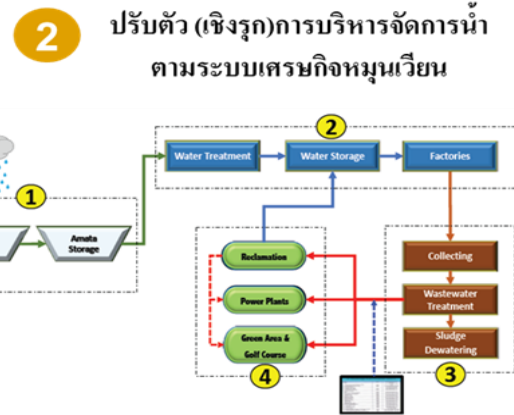 2
ปรับตัว (เชิงรุก)การบริหารจัดการน้ำ
ตามระบบเศรษฐกิจหมุนเวียน
2
Water Treatment
Water Storage
Factories
1
Amata
Storage
Reclamation
Power Plants
Green Area &
Golf Course
4
Collecting
Wastewater
Treatment
Sludge
Dewatering
3